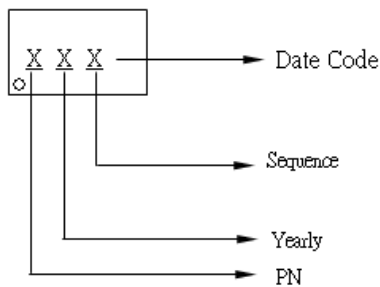 X X X
Date Code
Sequence
Yearly
PN